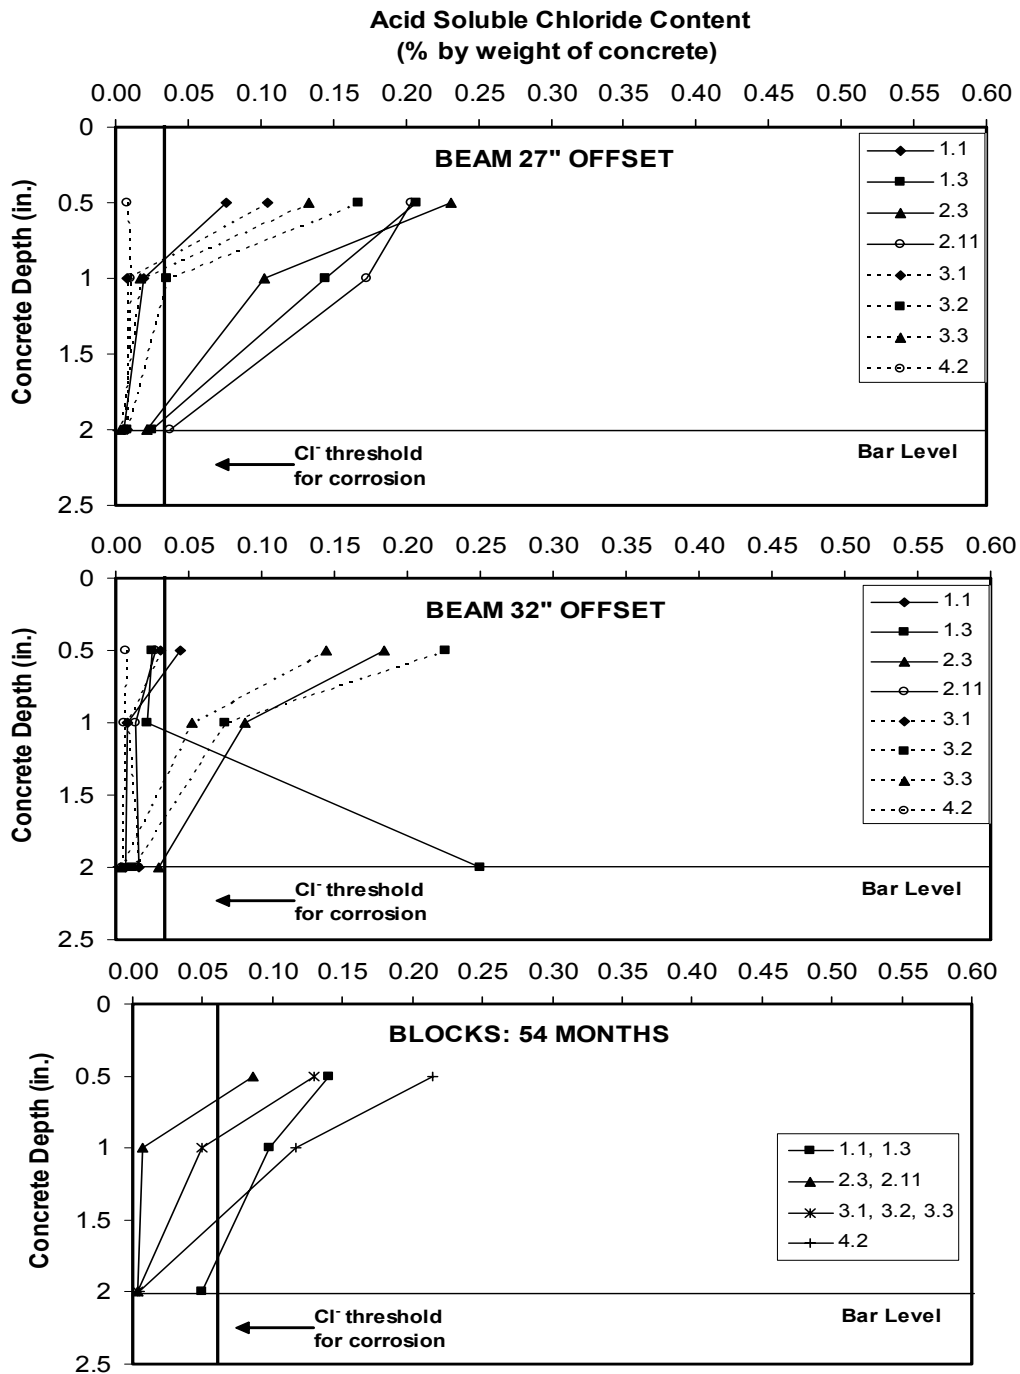 Acid Soluble Chloride Content
(% by weight of concrete)
0.00 0.05 0.10 0.15 0.20 0.25 0.30 0.35 0.40 0.45 0.50 0.55 0.60
0
0.5
1
1.5
2
2.5
Concrete Depth (in.)
BEAM 27" OFFSET
1.1
1.3
2.3
2.11
3.1
3.2
3.3
4.2
Cl- threshold
for corrosion
Bar Level
0.00 0.05 0.10 0.15 0.20 0.25 0.30 0.35 0.40 0.45 0.50 0.55 0.60
0
0.5
1
1.5
2
2.5
Concrete Depth (in.)
BEAM 32" OFFSET
1.1
1.3
2.3
2.11
3.1
3.2
3.3
4.2
Cl- threshold
for corrosion
Bar Level
0.00 0.05 0.10 0.15 0.20 0.25 0.30 0.35 0.40 0.45 0.50 0.55 0.60
0
0.5
1
1.5
2
2.5
Concrete Depth (in.)
BLOCKS: 54 MONTHS
1.1, 1.3
2.3, 2.11
3.1, 3.2, 3.3
4.2
Cl- threshold
for corrosion
Bar Level